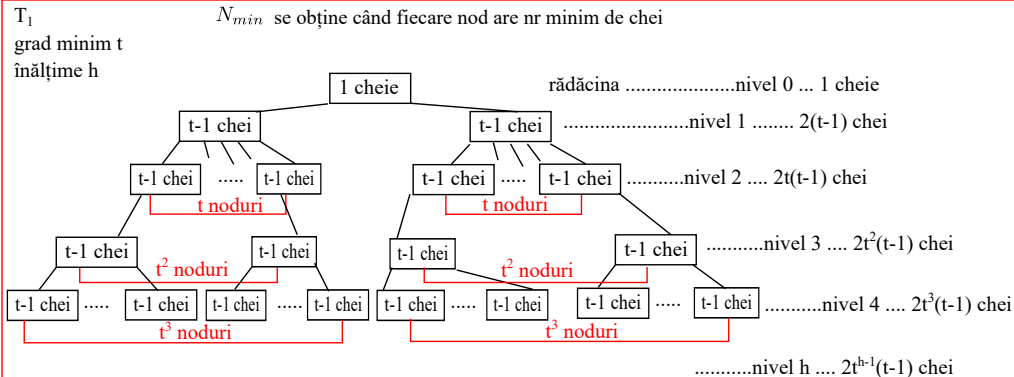 T₁ N_min se obține când fiecare nod are nr minim de chei
grad minim t
înălțime h
1 cheie rădăcina ......................nivel 0 ... 1 cheie
t-1 chei t-1 chei .........................nivel 1 ........ 2(t-1) chei
t-1 chei ..... t-1 chei t-1 chei ..... t-1 chei ...........nivel 2 .... 2t(t-1) chei
t noduri t noduri
t-1 chei t-1 chei t-1 chei t-1 chei ...........nivel 3 .... 2t²(t-1) chei
t² noduri t² noduri
t-1 chei ..... t-1 chei t-1 chei ..... t-1 chei t-1 chei ..... t-1 chei t-1 chei ..... t-1 chei ...........nivel 4 .... 2t³(t-1) chei
t³ noduri t³ noduri
...........nivel h .... 2tʰ⁻¹(t-1) chei